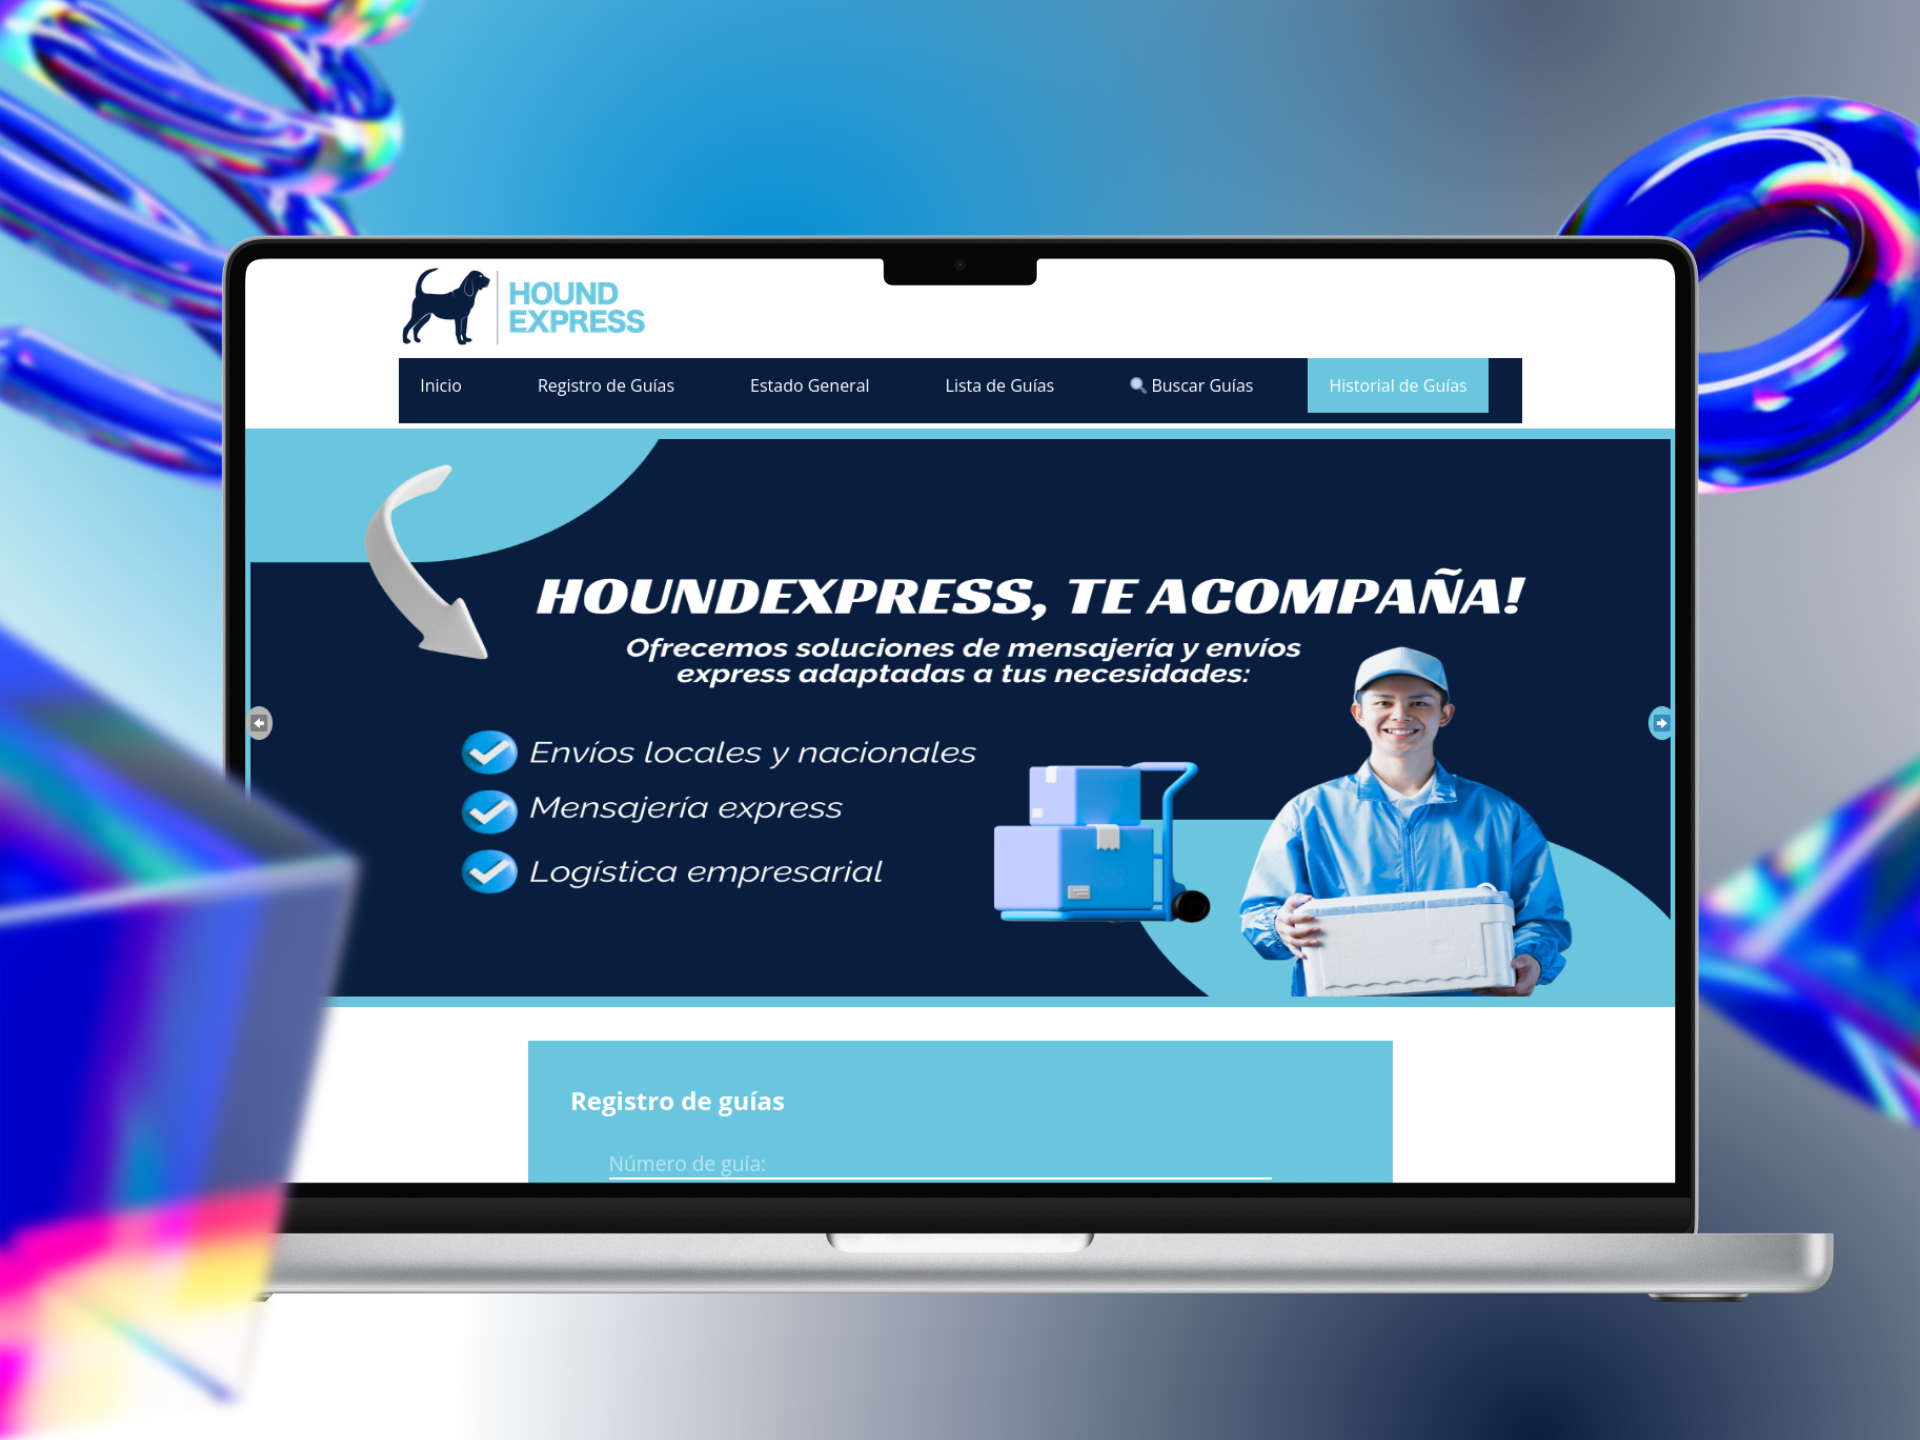 HOUND
EXPRESS
Inicio
Registro de Guías
Estado General
Lista de Guías
Buscar Guías
Historial de Guías
HOUNDEXPRESS, TE ACOMPAÑA!
Ofrecemos soluciones de mensajería y envíos
express adaptadas a tus necesidades:
Envíos locales y nacionales
Mensajería express
Logística empresarial
Registro de guías
Número de guía: